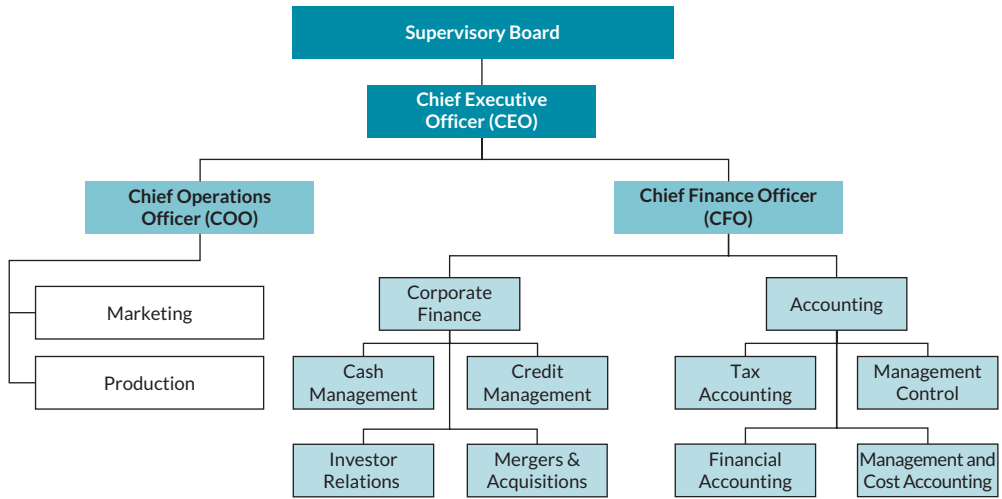 Supervisory Board
Chief Executive
Officer (CEO)
Chief Operations
Officer (COO)
Chief Finance Officer
(CFO)
Marketing
Production
Corporate
Finance
Accounting
Cash
Management
Credit
Management
Tax
Accounting
Management
Control
Investor
Relations
Mergers &
Acquisitions
Financial
Accounting
Management and
Cost Accounting